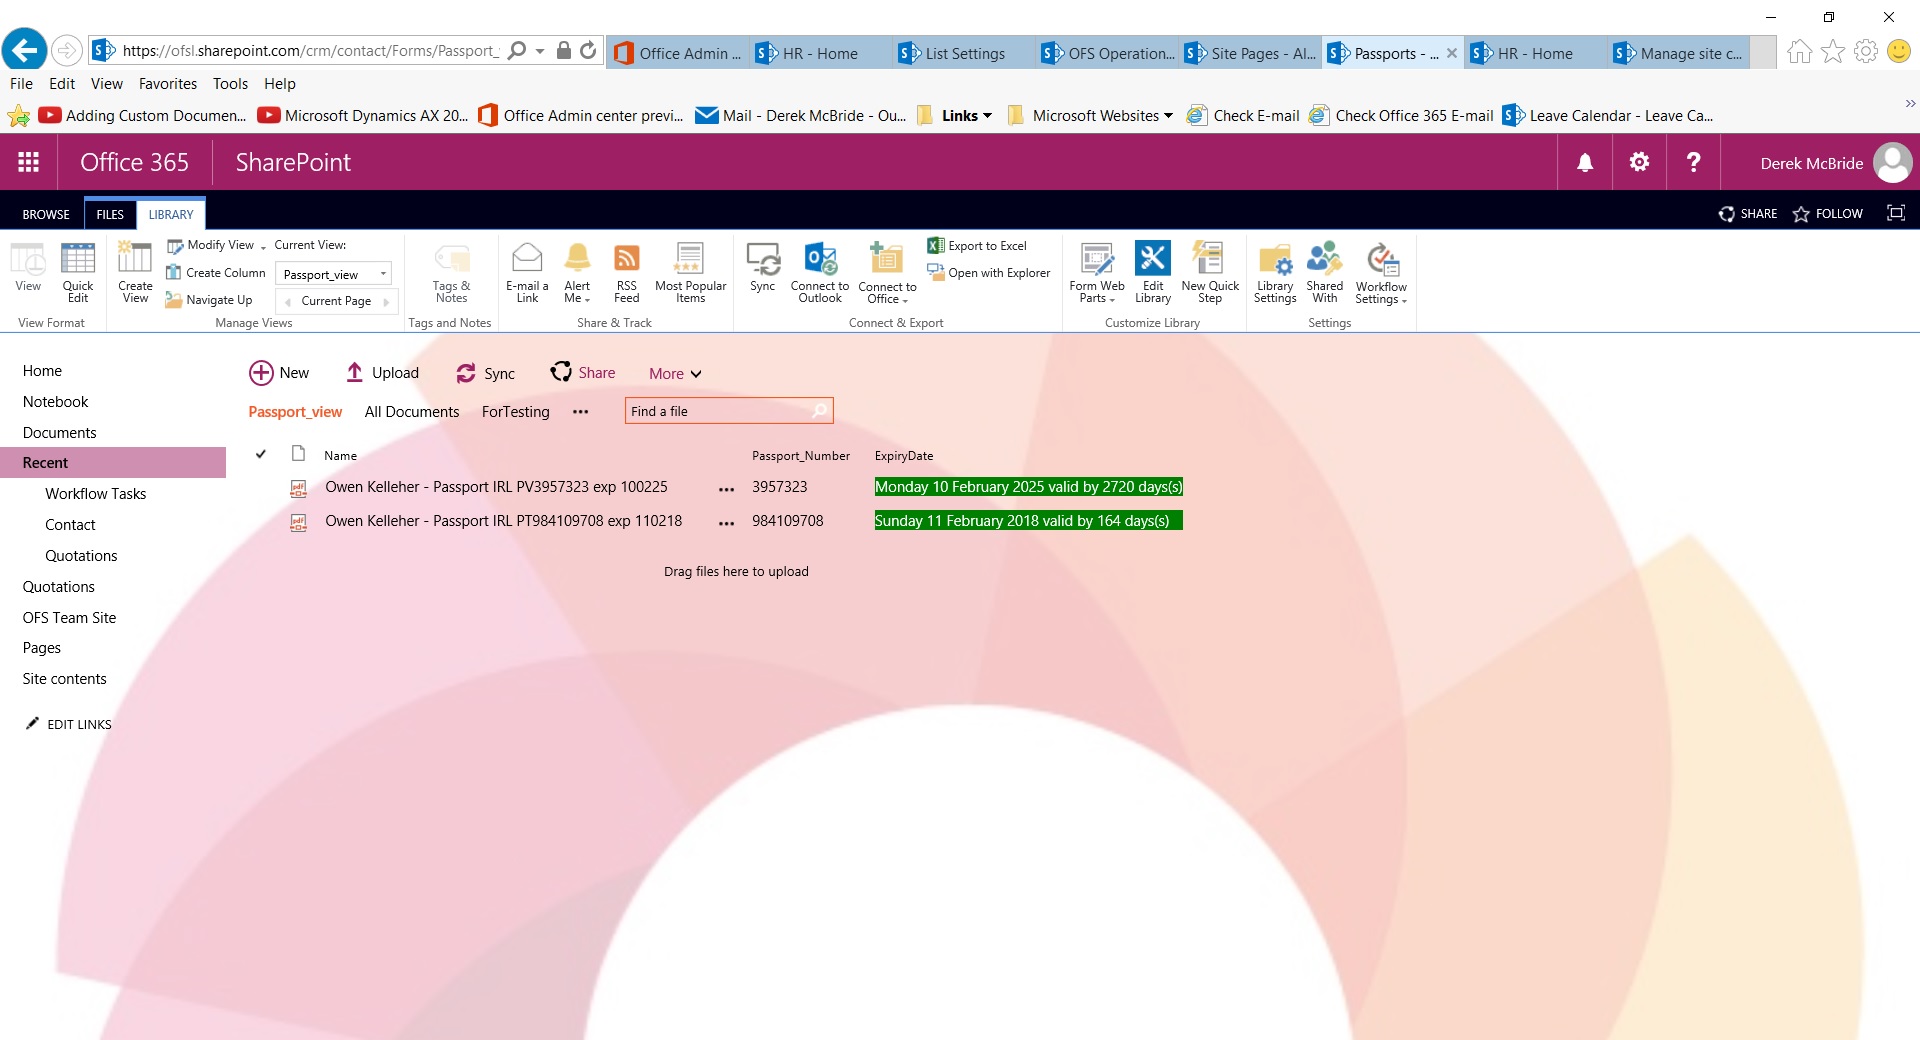 https://ofsl.sharepoint.com/crm/contact/Forms/Passport_
Office Admin ...
HR - Home
List Settings
OFS Operation...
Site Pages - Al...
Passports - ...
HR - Home
Manage site c...
File Edit View Favorites Tools Help
Adding Custom Documen...
Microsoft Dynamics AX 20...
Office Admin center previ...
Mail - Derek McBride - Ou...
Links
Microsoft Websites
Check E-mail
Check Office 365 E-mail
Leave Calendar - Leave Ca...
Office 365
SharePoint
Derek McBride
BROWSE FILES LIBRARY
SHARE FOLLOW
View
Quick Edit
View Format
Create View
Modify View
Create Column
Navigate Up
Current View:
Passport_view
Current Page
Manage Views
Tags & Notes
Tags and Notes
E-mail a Link
Alert Me
RSS Feed
Most Popular Items
Share & Track
Sync
Connect to Outlook
Connect to Office
Export to Excel
Open with Explorer
Connect & Export
Form Web Parts
Edit Library
New Quick Step
Customize Library
Library Settings
Shared With
Workflow Settings
Settings
Home
Notebook
Documents
Recent
Workflow Tasks
Contact
Quotations
Quotations
OFS Team Site
Pages
Site contents
EDIT LINKS
New Upload Sync Share More
Passport_view All Documents ForTesting ... Find a file
Name Passport_Number ExpiryDate
Owen Kelleher - Passport IRL PV3957323 exp 100225 ... 3957323 Monday 10 February 2025 valid by 2720 days(s)
Owen Kelleher - Passport IRL PT984109708 exp 110218 ... 984109708 Sunday 11 February 2018 valid by 164 days(s)
Drag files here to upload